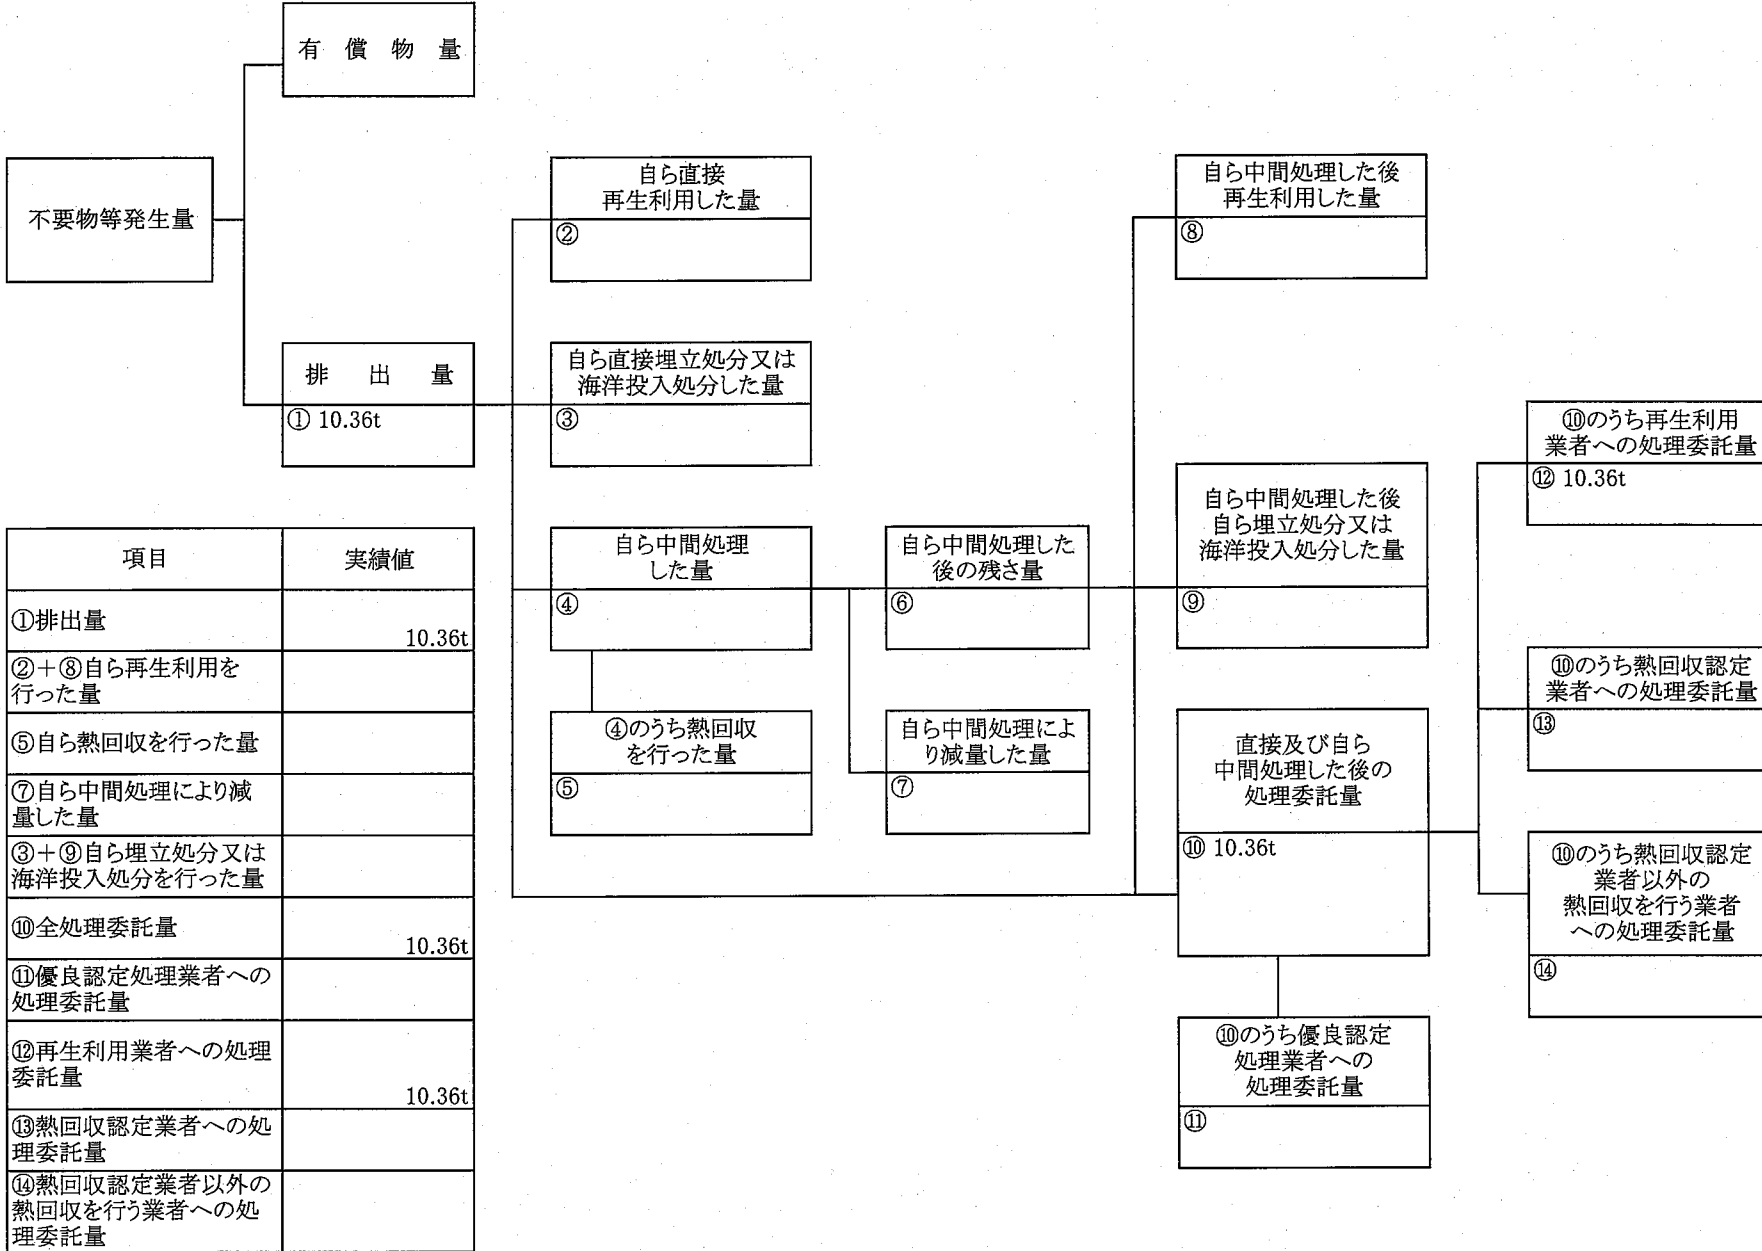 有償物量
不要物等発生量
排出量
① 10.36t
自ら直接
再生利用した量
②
自ら直接埋立処分又は
海洋投入処分した量
③
自ら中間処理
した量
④
④のうち熱回収
を行った量
⑤
自ら中間処理した
後の残さ量
⑥
自ら中間処理によ
り減量した量
⑦
自ら中間処理した後
再生利用した量
⑧
自ら中間処理した後
自ら埋立処分又は
海洋投入処分した量
⑨
直接及び自ら
中間処理した後の
処理委託量
⑩ 10.36t
⑩のうち優良認定
処理業者への
処理委託量
⑪
⑩のうち再生利用
業者への処理委託量
⑫ 10.36t
⑩のうち熱回収認定
業者への処理委託量
⑬
⑩のうち熱回収認定
業者以外の
熱回収を行う業者
への処理委託量
⑭
項目 実績値
①排出量
10.36t
②+⑧自ら再生利用を
行った量
⑤自ら熱回収を行った量
⑦自ら中間処理により減
量した量
③+⑨自ら埋立処分又は
海洋投入処分を行った量
⑩全処理委託量
10.36t
⑪優良認定処理業者への
処理委託量
⑫再生利用業者への処理
委託量
10.36t
⑬熱回収認定業者への処
理委託量
⑭熱回収認定業者以外の
熱回収を行う業者への処
理委託量